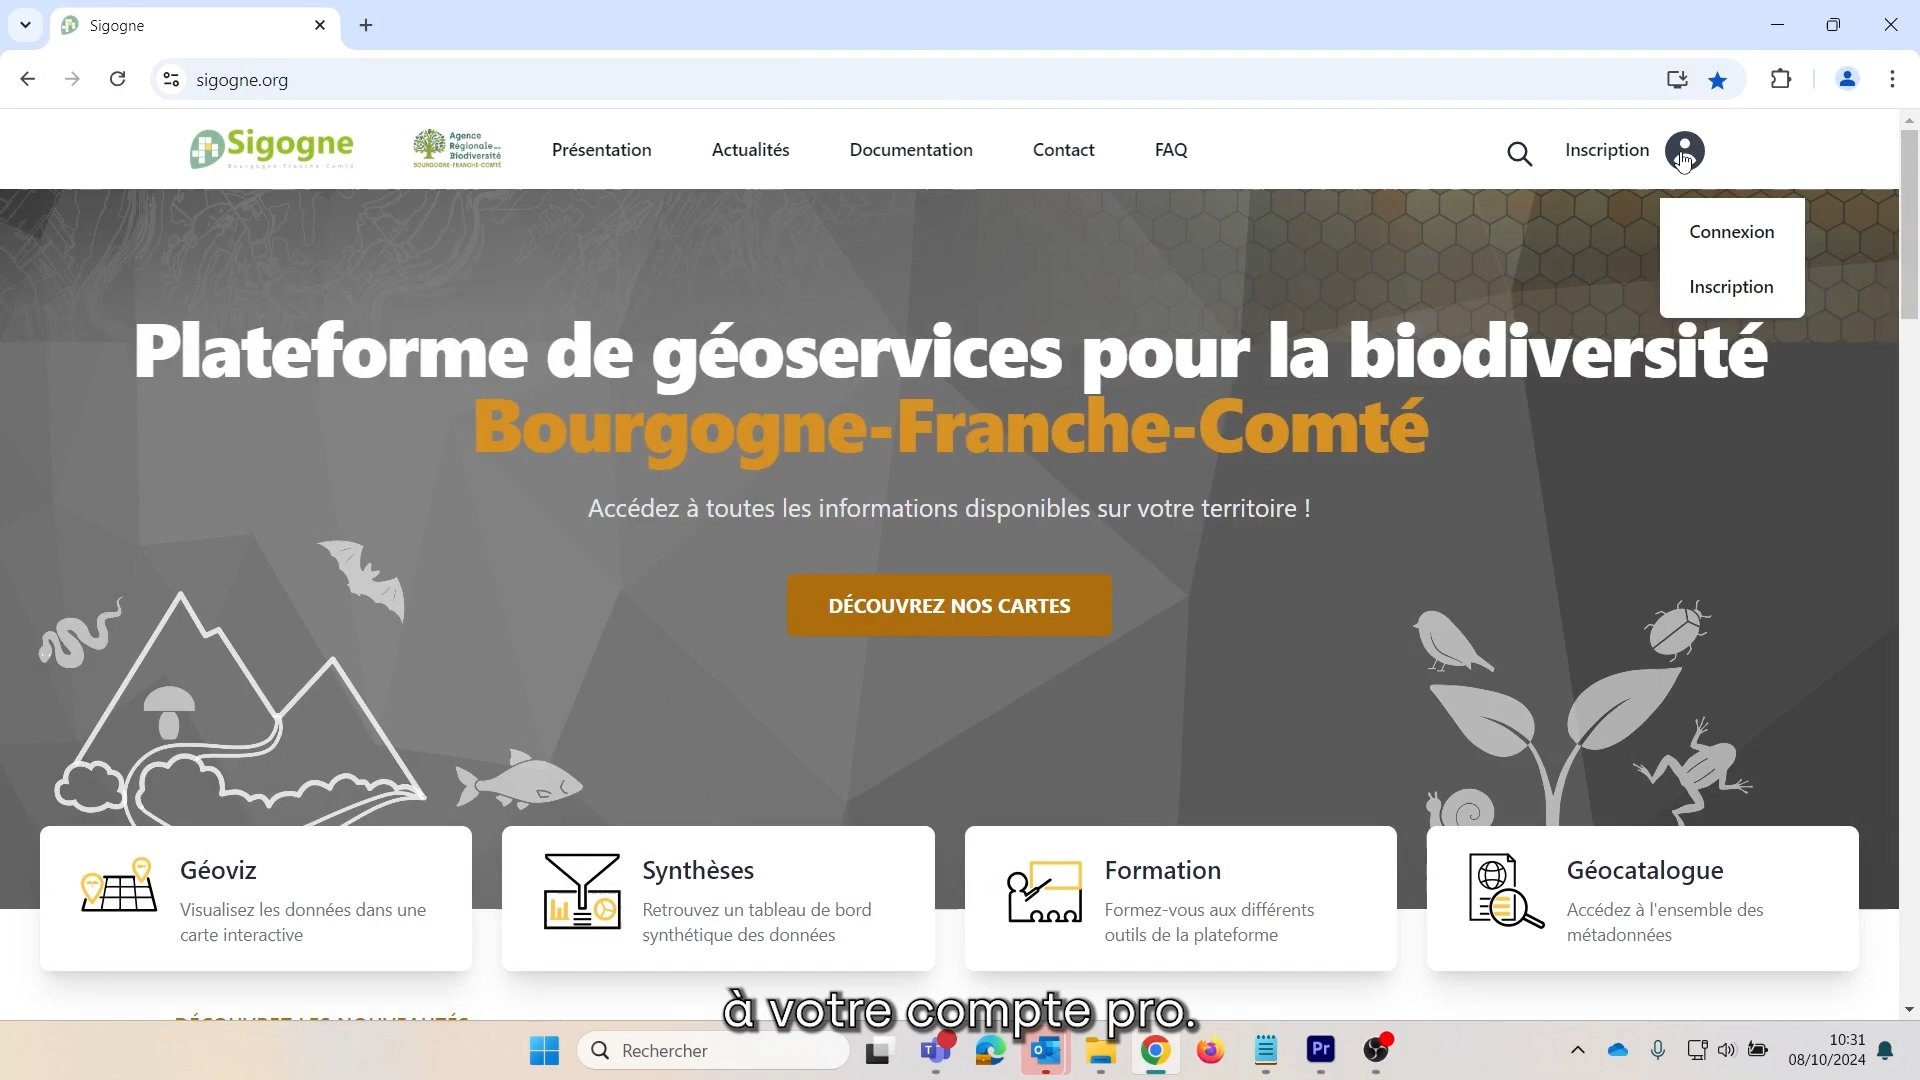 Sigogne
sigogne.org
Sigogne
Bourgogne-Franche-Comté
Agence
Régionale de la
Biodiversité
BOURGOGNE-FRANCHE-COMTÉ
Présentation
Actualités
Documentation
Contact
FAQ
Inscription
Connexion
Inscription
Plateforme de géoservices pour la biodiversité
Bourgogne-Franche-Comté
Accédez à toutes les informations disponibles sur votre territoire !
DÉCOUVREZ NOS CARTES
Géoviz
Visualisez les données dans une
carte interactive
Synthèses
Retrouvez un tableau de bord
synthétique des données
Formation
Formez-vous aux différents
outils de la plateforme
Géocatalogue
Accédez à l'ensemble des
métadonnées
DÉCOUVREZ LES NOUVEAUTÉS
à votre compte pro.
Rechercher
Pr
10:31
08/10/2024